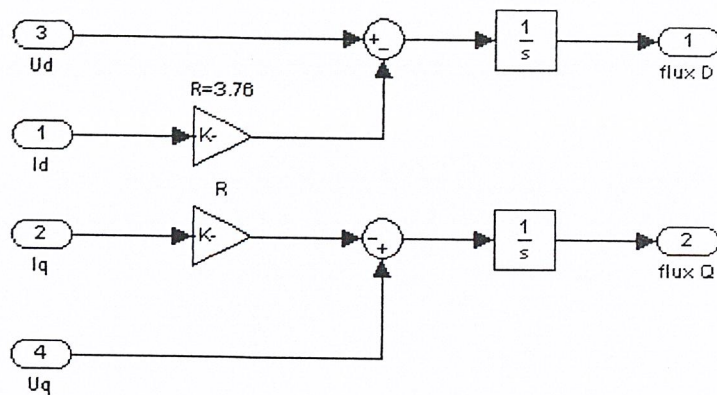 3
Ud
+
-
1
s
1
flux D
R=3.76
1
Id
K-
R
2
Iq
K-
-
+
1
s
2
flux Q
4
Uq